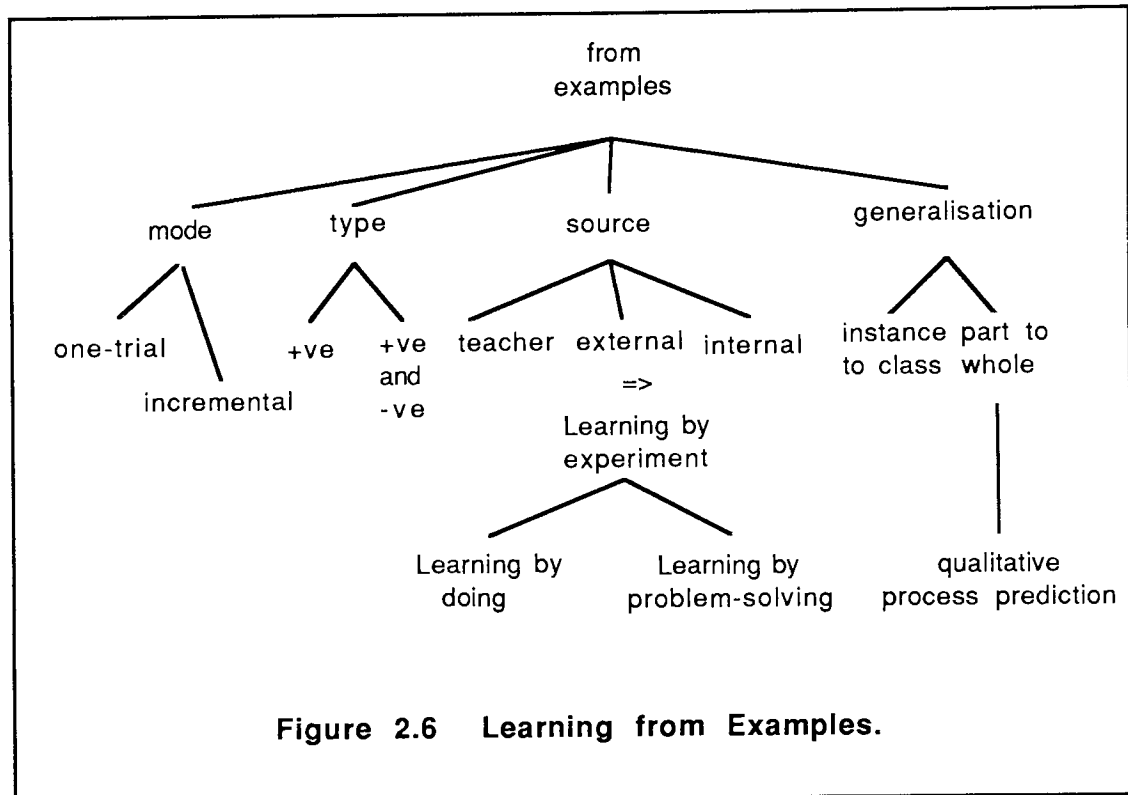 from
examples
mode
type
source
generalisation
one-trial
incremental
+ve
+ve
and
-ve
teacher
external
internal
=>
Learning by
experiment
instance
to class
part to
whole
Learning by
doing
Learning by
problem-solving
qualitative
process prediction
Figure 2.6 Learning from Examples.